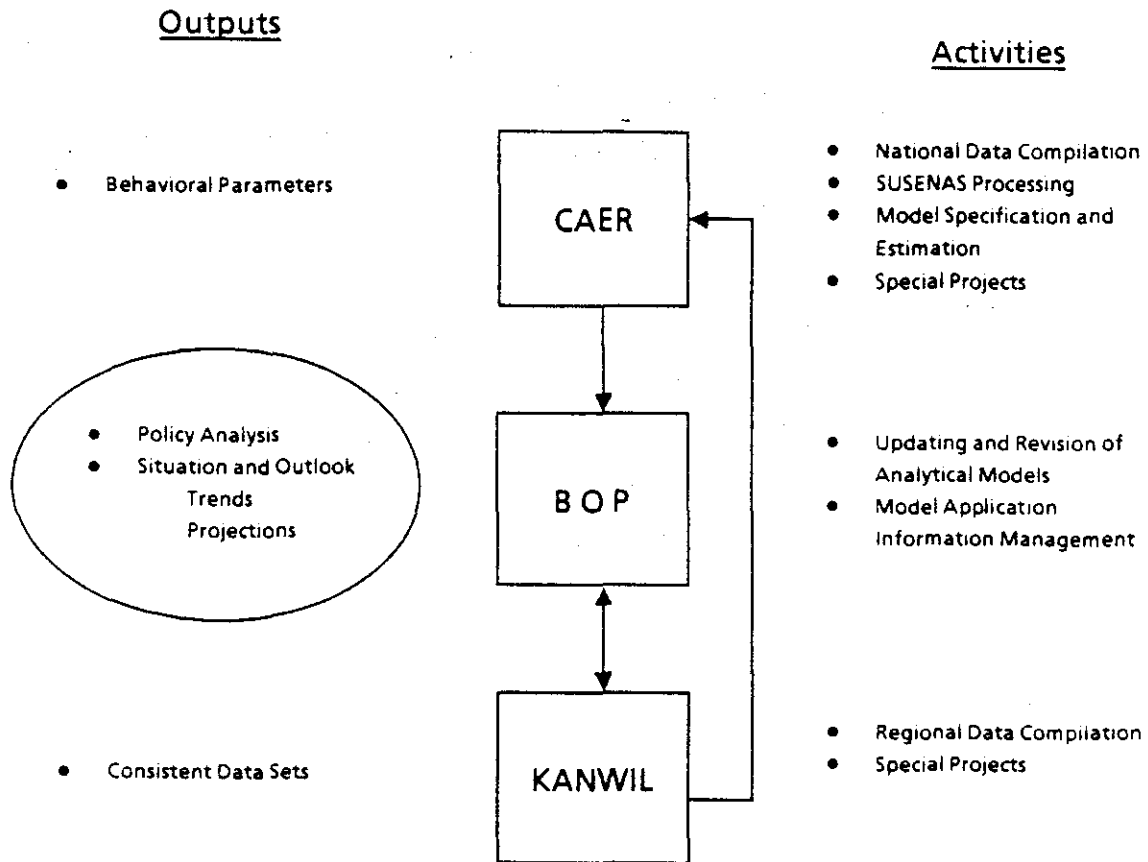 Outputs
Activities
• Behavioral Parameters
CAER
• National Data Compilation
• SUSENAS Processing
• Model Specification and
Estimation
• Special Projects
• Policy Analysis
• Situation and Outlook
Trends
Projections
B O P
• Updating and Revision of
Analytical Models
• Model Application
Information Management
• Consistent Data Sets
KANWIL
• Regional Data Compilation
• Special Projects